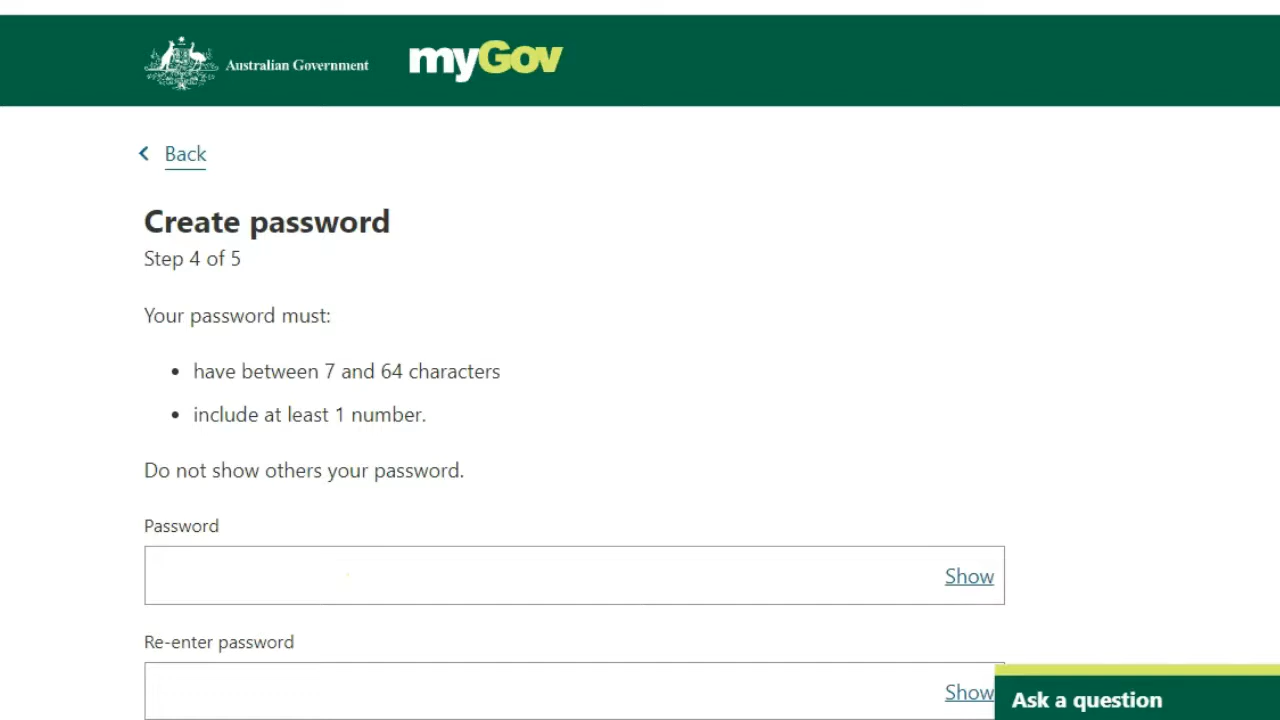 Australian Government myGov
Back
Create password
Step 4 of 5
Your password must:
• have between 7 and 64 characters
• include at least 1 number.
Do not show others your password.
Password
Show
Re-enter password
Show
Ask a question